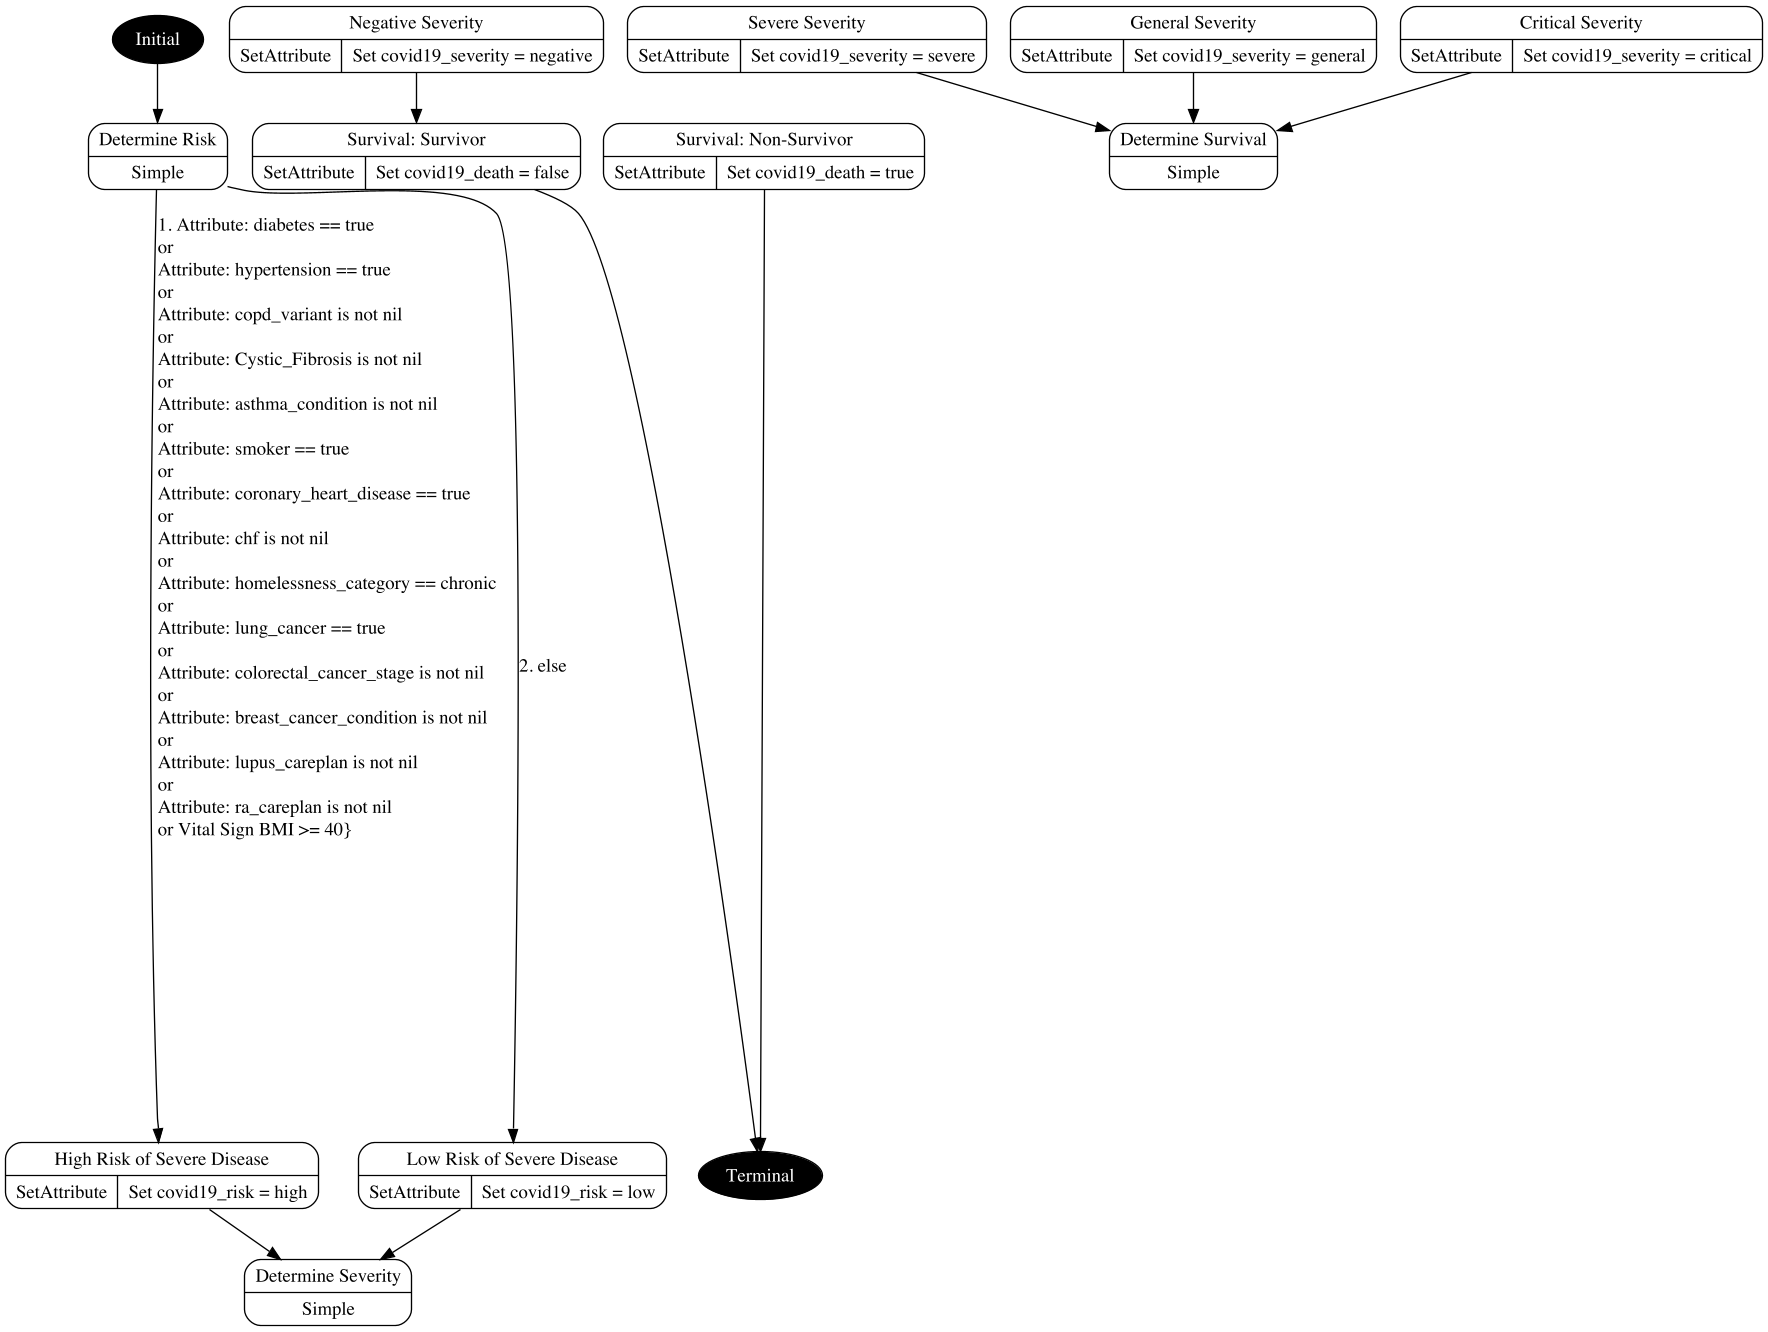 Initial
Negative Severity
SetAttribute Set covid19_severity = negative
Severe Severity
SetAttribute Set covid19_severity = severe
General Severity
SetAttribute Set covid19_severity = general
Critical Severity
SetAttribute Set covid19_severity = critical
Determine Risk
Simple
Survival: Survivor
SetAttribute Set covid19_death = false
Survival: Non-Survivor
SetAttribute Set covid19_death = true
Determine Survival
Simple
1. Attribute: diabetes == true
or
Attribute: hypertension == true
or
Attribute: copd_variant is not nil
or
Attribute: Cystic_Fibrosis is not nil
or
Attribute: asthma_condition is not nil
or
Attribute: smoker == true
or
Attribute: coronary_heart_disease == true
or
Attribute: chf is not nil
or
Attribute: homelessness_category == chronic
or
Attribute: lung_cancer == true
or
Attribute: colorectal_cancer_stage is not nil
or
Attribute: breast_cancer_condition is not nil
or
Attribute: lupus_careplan is not nil
or
Attribute: ra_careplan is not nil
or Vital Sign BMI >= 40}
2. else
High Risk of Severe Disease
SetAttribute Set covid19_risk = high
Low Risk of Severe Disease
SetAttribute Set covid19_risk = low
Terminal
Determine Severity
Simple